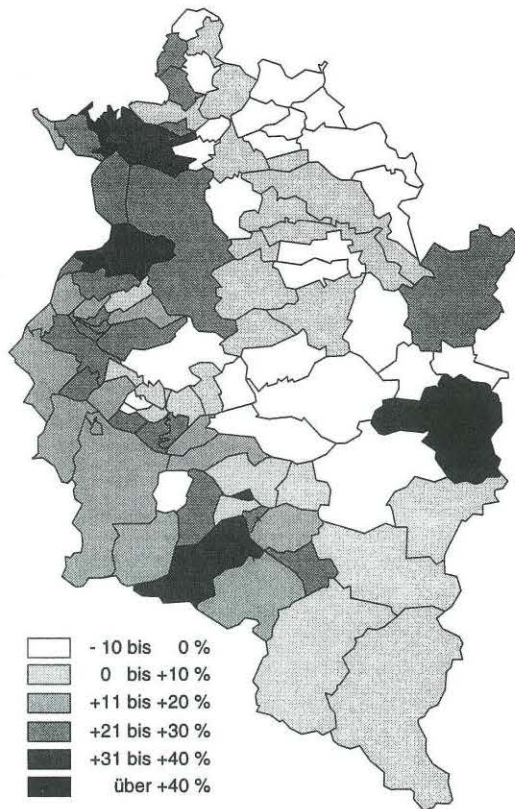 - 10 bis 0 %
0 bis +10 %
+11 bis +20 %
+21 bis +30 %
+31 bis +40 %
über +40 %